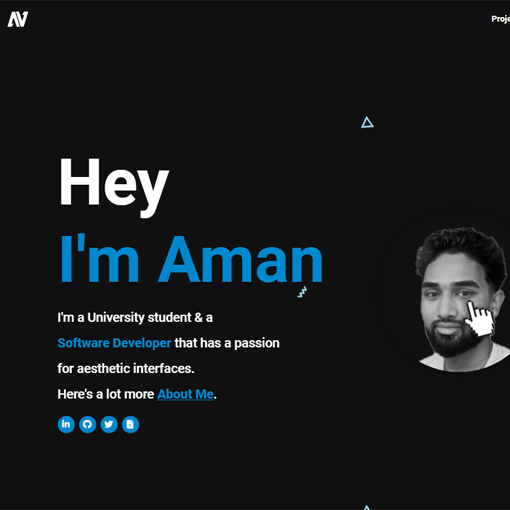 AV
Proje
Hey
I'm Aman
I'm a University student & a
Software Developer that has a passion
for aesthetic interfaces.
Here's a lot more About Me.
in